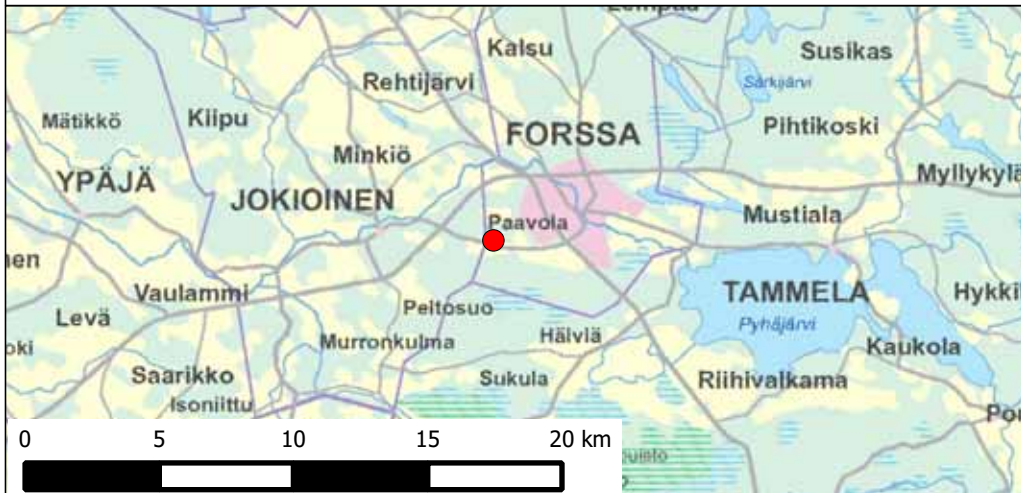 Kalsu
Susikas
Rehtijärvi
Särkijärvi
Mätikkö
Kiipu
FORSSA
Pihtikoski
Minkiö
YPÄJÄ
Myllykylä
JOKIOINEN
Mustiala
Paavola
Vaulammi
TAMMELA
Hykki
Levä
Peltosuo
Pyhäjärvi
Häiviä
Murronkulma
Kaukola
Saarikko
Sukula
Riihivalkama
Isoniittu
0 5 10 15 20 km